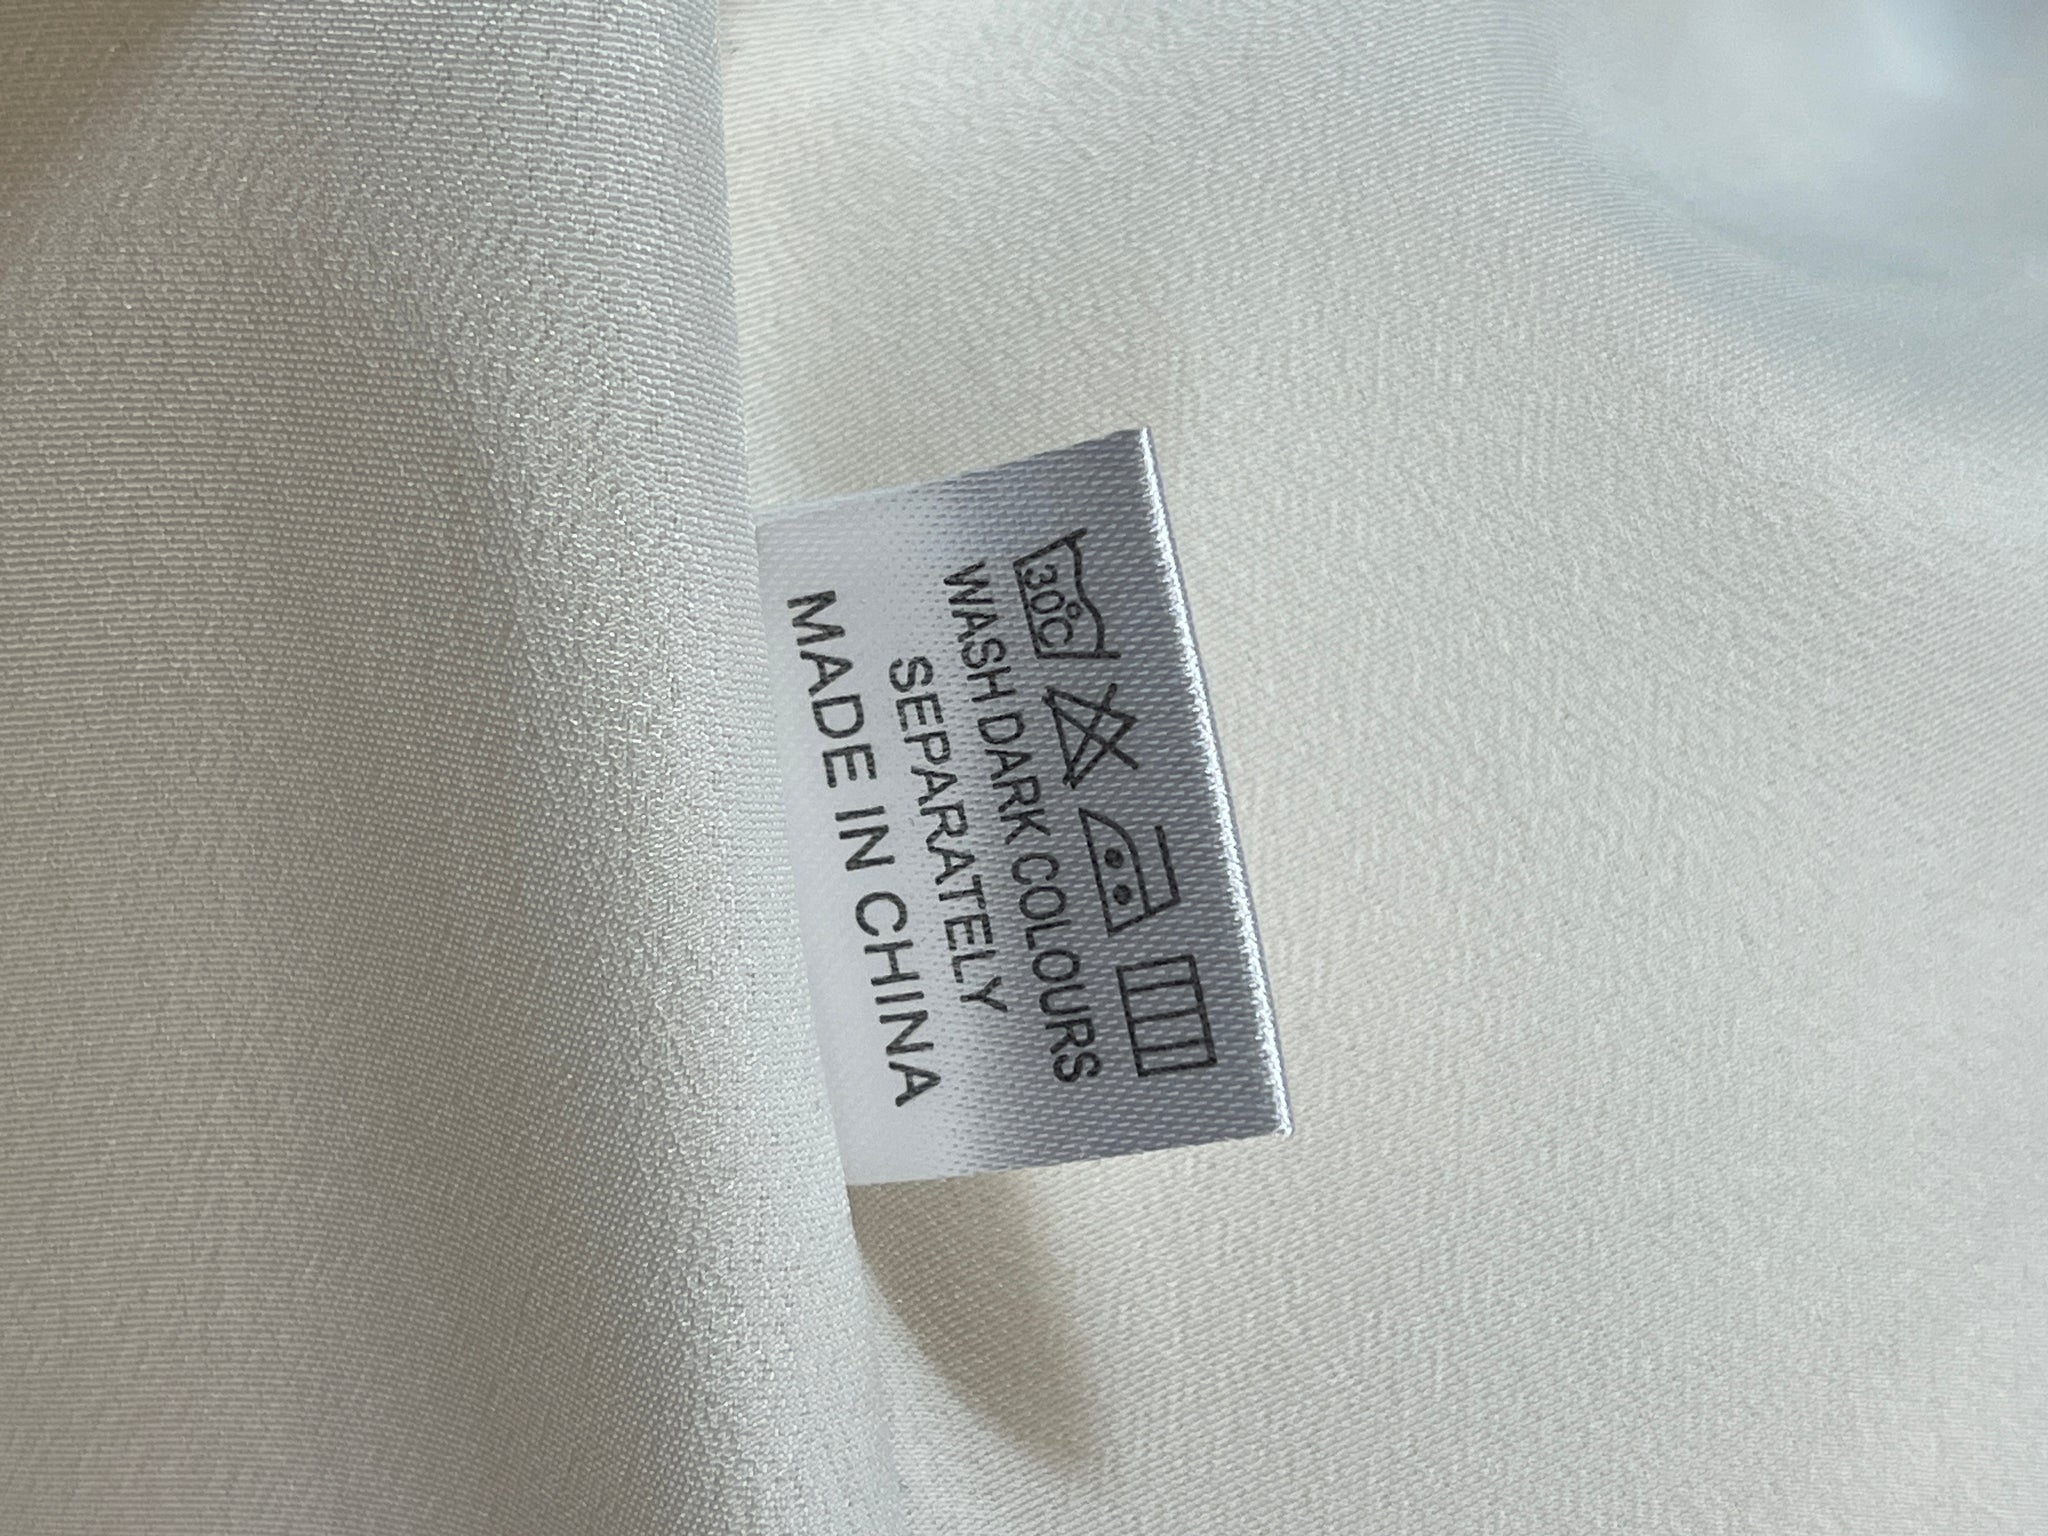 30°C
WASH DARK COLOURS
SEPARATELY
MADE IN CHINA